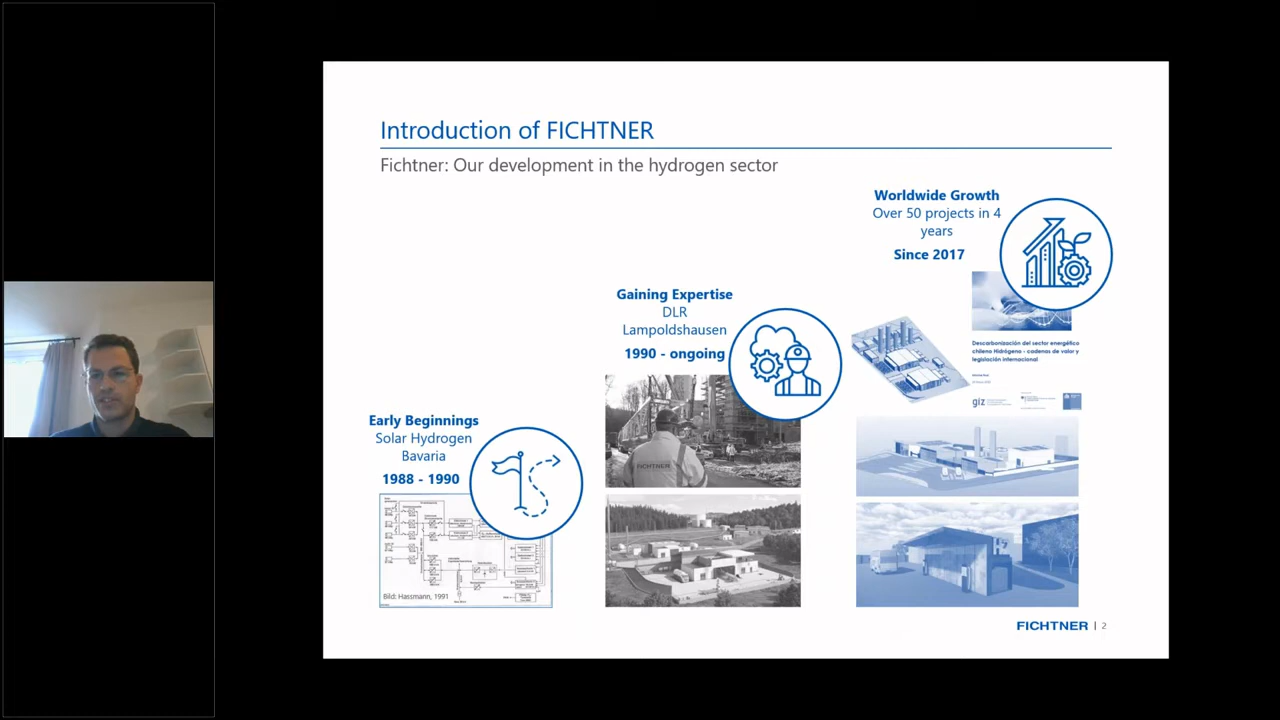 Introduction of FICHTNER
Fichtner: Our development in the hydrogen sector
Early Beginnings
Solar Hydrogen
Bavaria
1988 - 1990
Bild: Hassmann, 1991
Gaining Expertise
DLR
Lampoldshausen
1990 - ongoing
FICHTNER
Worldwide Growth
Over 50 projects in 4
years
Since 2017
Descarbonización del sector energético
chileno Hidrógeno - cadenas de valor y
legislación internacional
giz
FICHTNER | 2